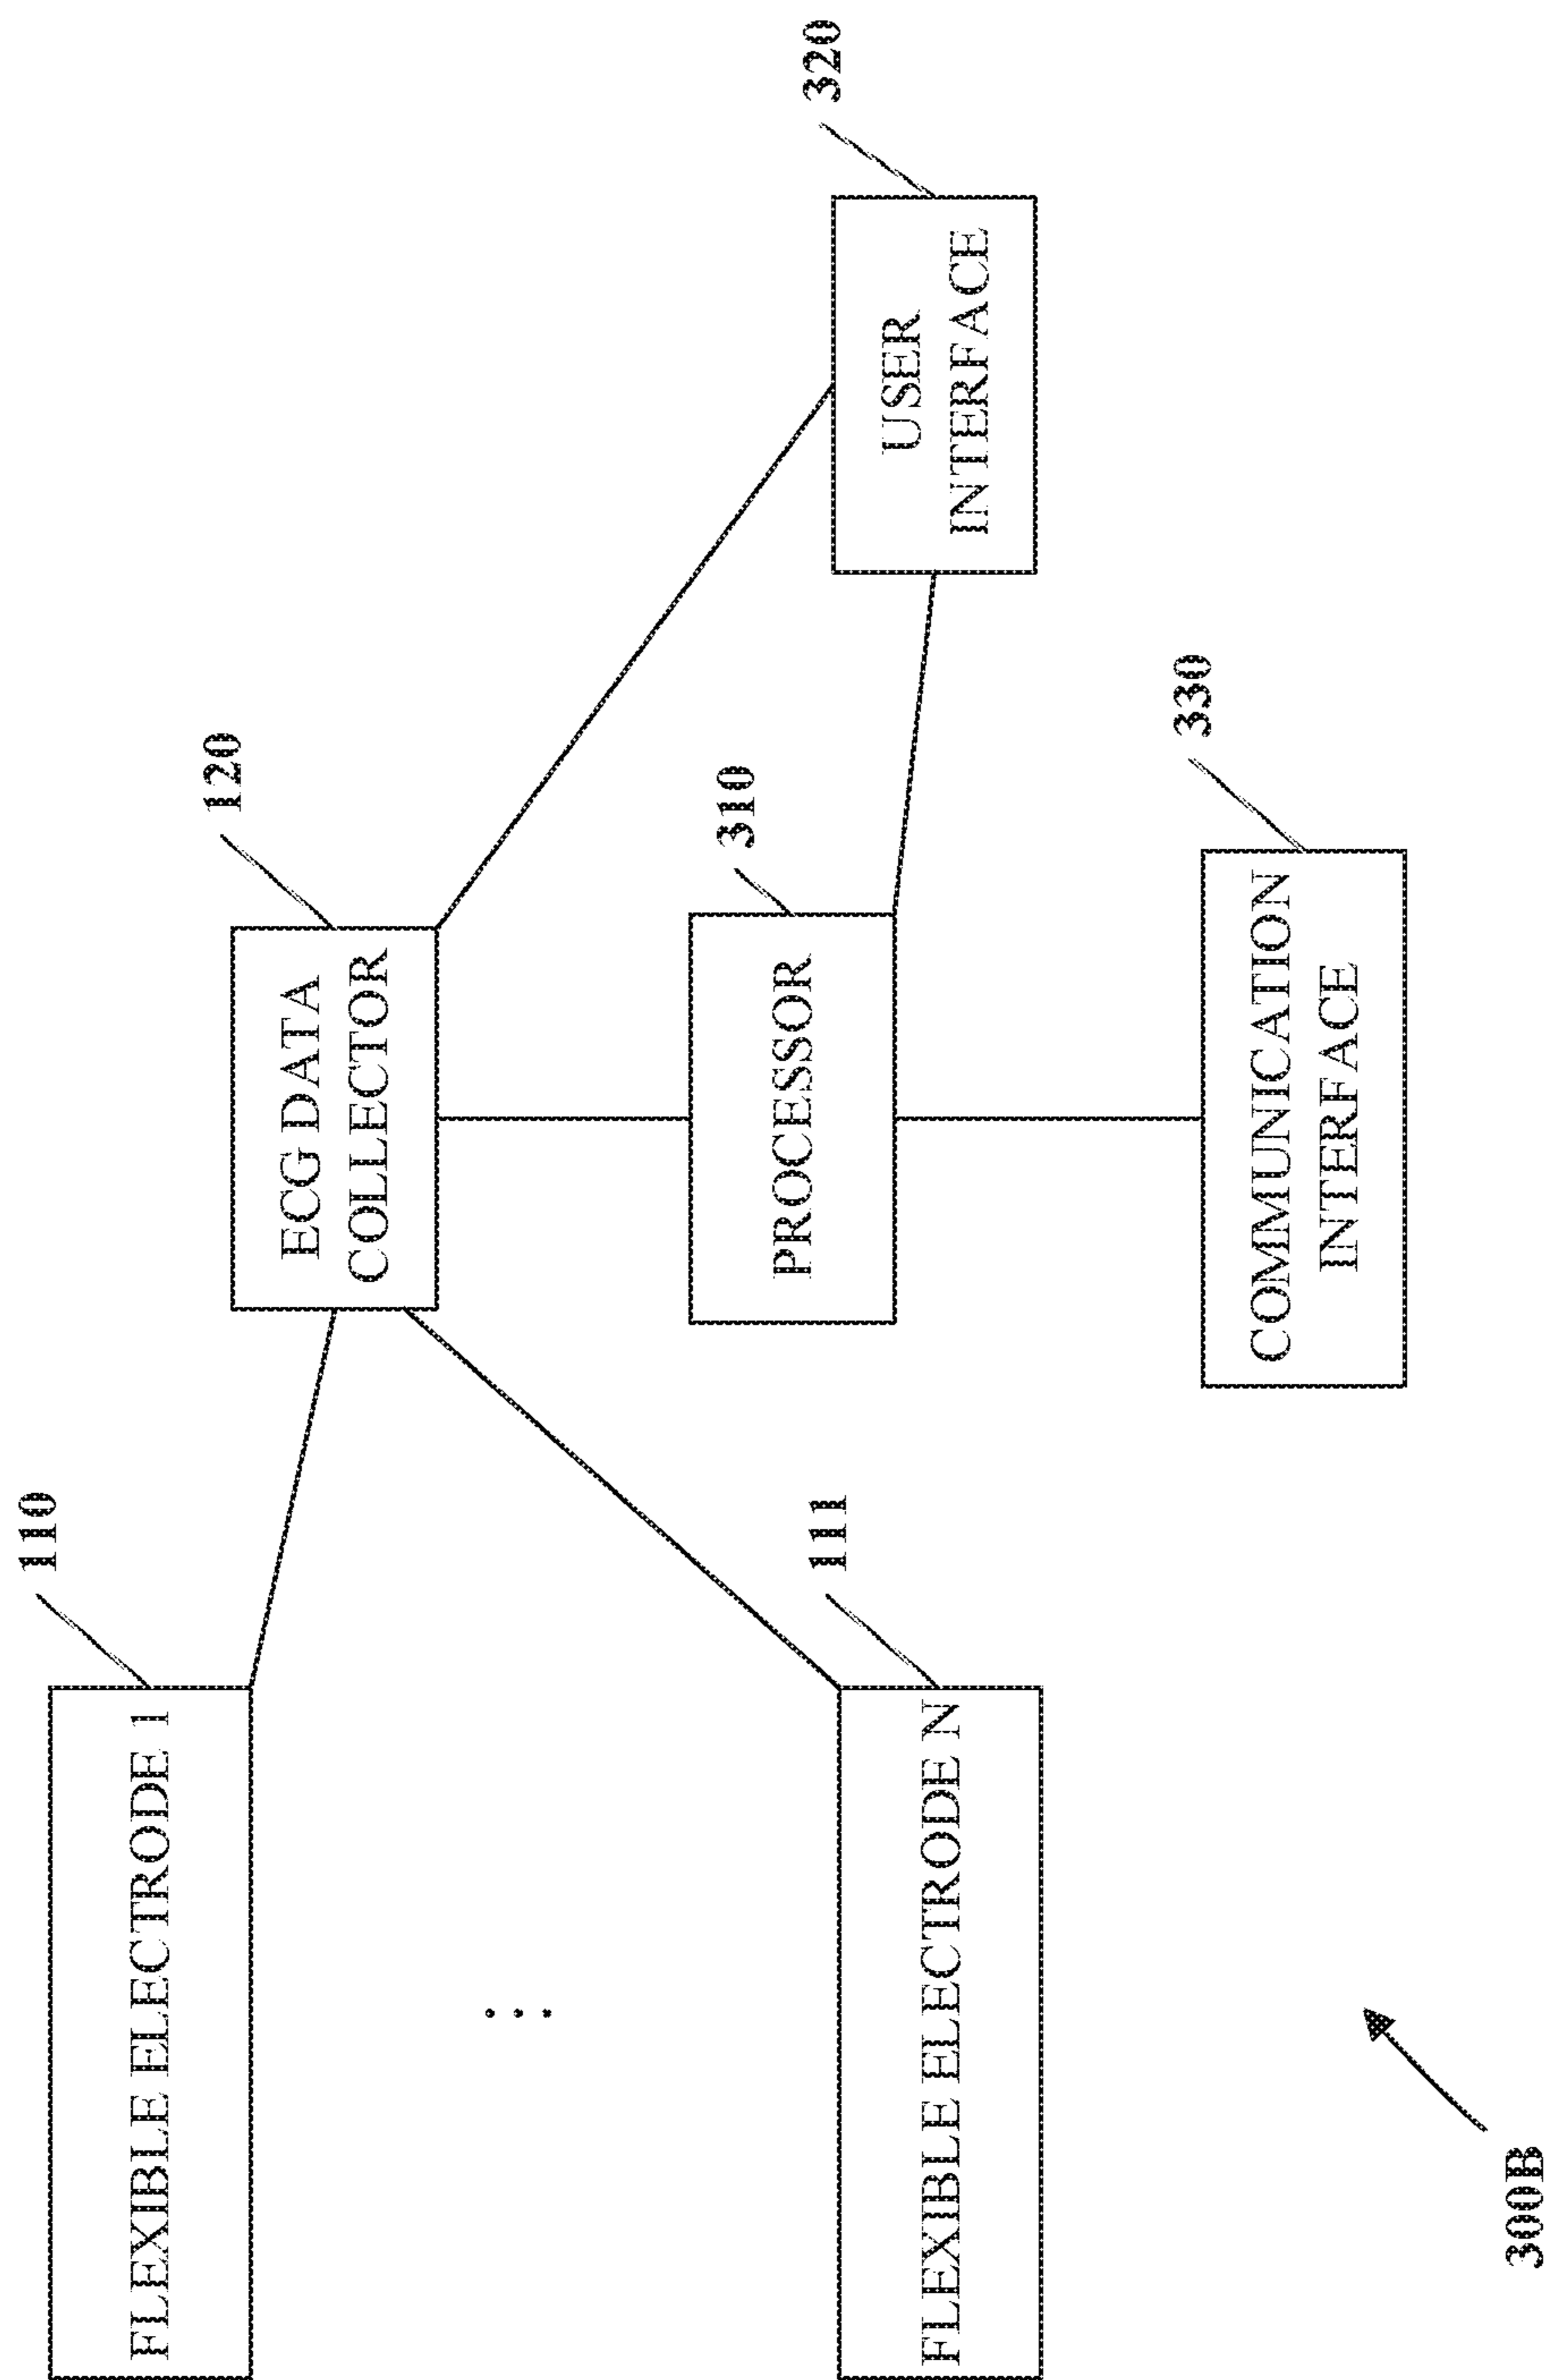 110
FLEXIBLE ELECTRODE 1
...
111
FLEXIBLE ELECTRODE N
120
ECG DATA
COLLECTOR
310
PROCESSOR
330
COMMUNICATION
INTERFACE
320
USER
INTERFACE
300B